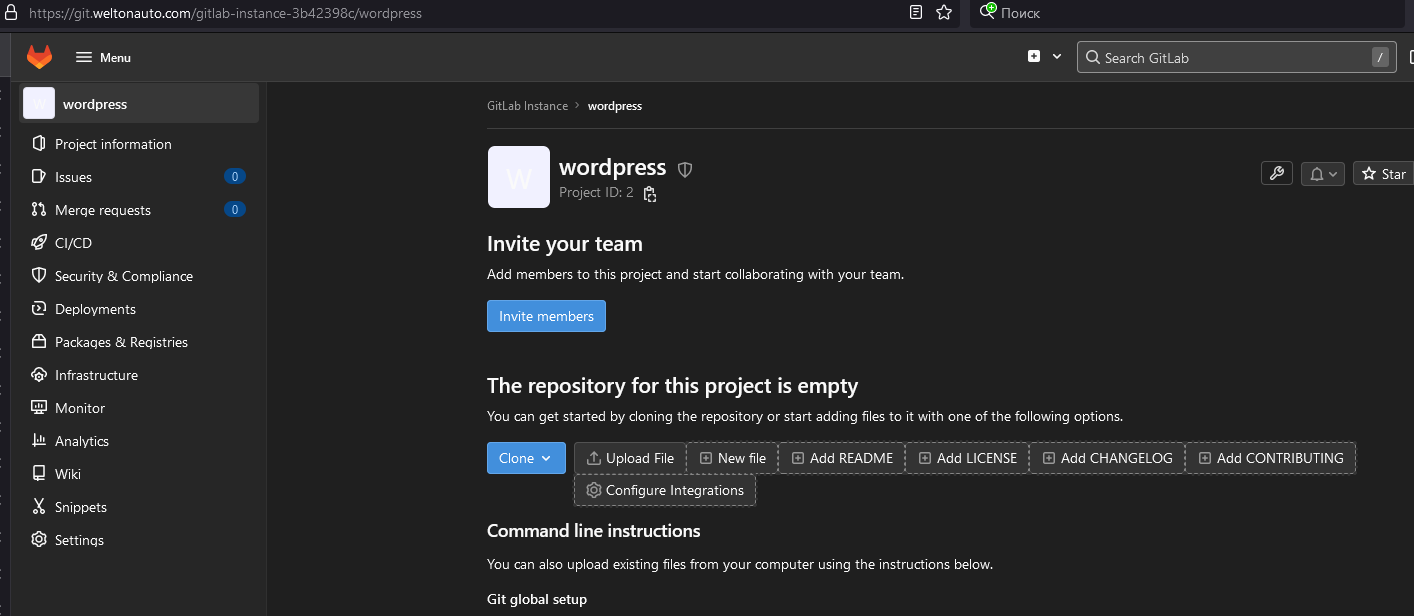 https://git.weltonauto.com/gitlab-instance-3b42398c/wordpress
Поиск
Menu
Search GitLab
/
W wordpress
Project information
Issues 0
Merge requests 0
CI/CD
Security & Compliance
Deployments
Packages & Registries
Infrastructure
Monitor
Analytics
Wiki
Snippets
Settings
GitLab Instance › wordpress
W
wordpress
Project ID: 2
Star
Invite your team
Add members to this project and start collaborating with your team.
Invite members
The repository for this project is empty
You can get started by cloning the repository or start adding files to it with one of the following options.
Clone Upload File New file Add README Add LICENSE Add CHANGELOG Add CONTRIBUTING
Configure Integrations
Command line instructions
You can also upload existing files from your computer using the instructions below.
Git global setup